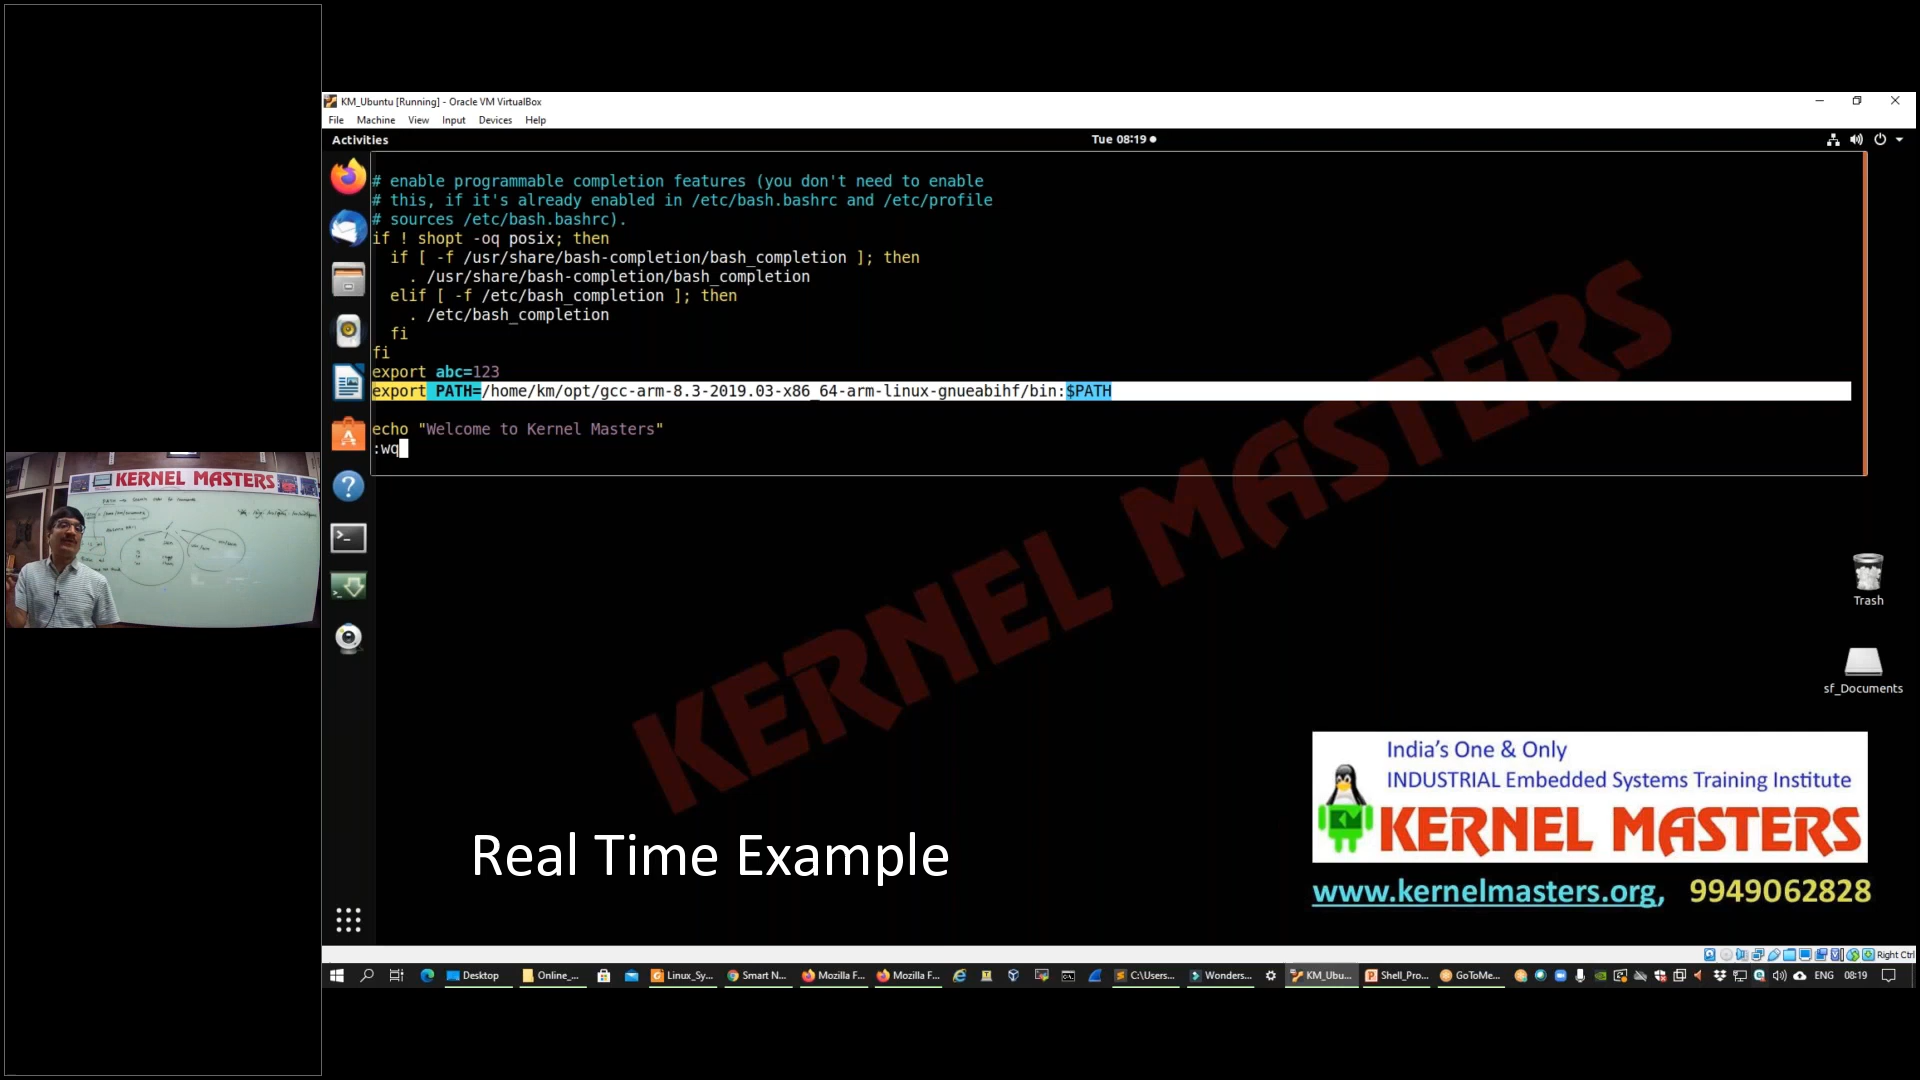 KM_Ubuntu [Running] - Oracle VM VirtualBox
File Machine View Input Devices Help
Activities
Tue 08:19
# enable programmable completion features (you don't need to enable
# this, if it's already enabled in /etc/bash.bashrc and /etc/profile
# sources /etc/bash.bashrc).
if ! shopt -oq posix; then
if [ -f /usr/share/bash-completion/bash_completion ]; then
. /usr/share/bash-completion/bash_completion
elif [ -f /etc/bash_completion ]; then
. /etc/bash_completion
fi
fi
export abc=123
export PATH=/home/km/opt/gcc-arm-8.3-2019.03-x86_64-arm-linux-gnueabihf/bin:$PATH
echo "Welcome to Kernel Masters"
:wq
KERNEL MASTERS
KERNEL MASTERS
Trash
sf_Documents
India's One & Only
INDUSTRIAL Embedded Systems Training Institute
KERNEL MASTERS
Real Time Example
www.kernelmasters.org, 9949062828
Right Ctrl
Desktop Online_... Linux_Sy... Smart N... Mozilla F... Mozilla F... C:\Users... Wonders... KM_Ubu... Shell_Pro... GoToMe... ENG 08:19